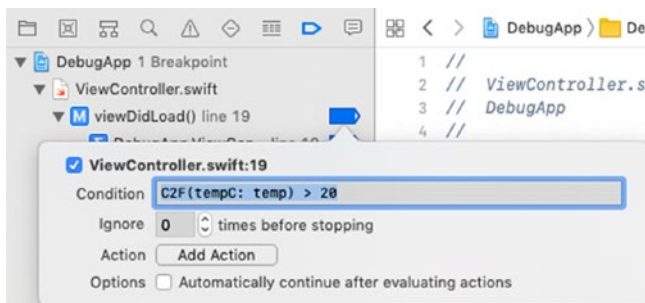 DebugApp 〉 De
DebugApp 1 Breakpoint
ViewController.swift
M viewDidLoad() line 19
1 //
2 // ViewController.s
3 // DebugApp
4 //
ViewController.swift:19
Condition C2F(tempC: temp) > 20
Ignore 0 times before stopping
Action Add Action
Options Automatically continue after evaluating actions